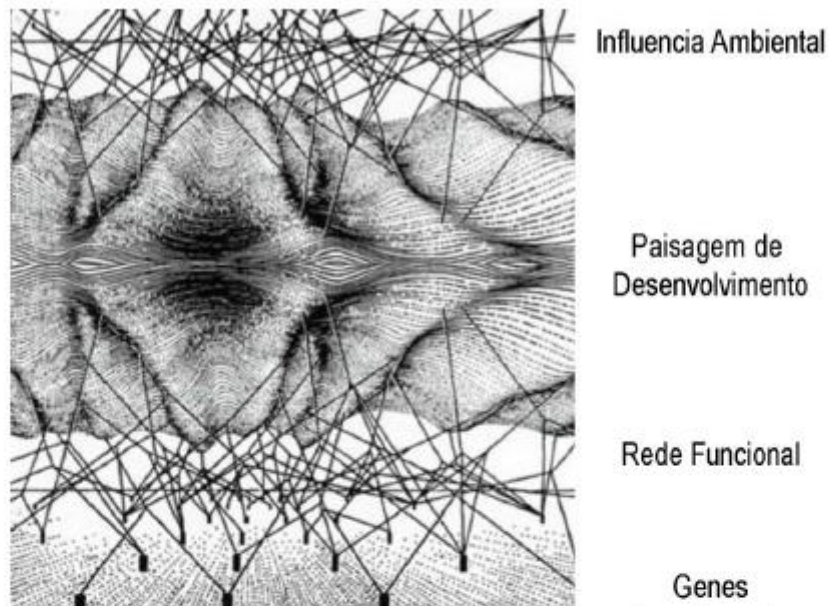 Influencia Ambiental
Paisagem de
Desenvolvimento
Rede Funcional
Genes